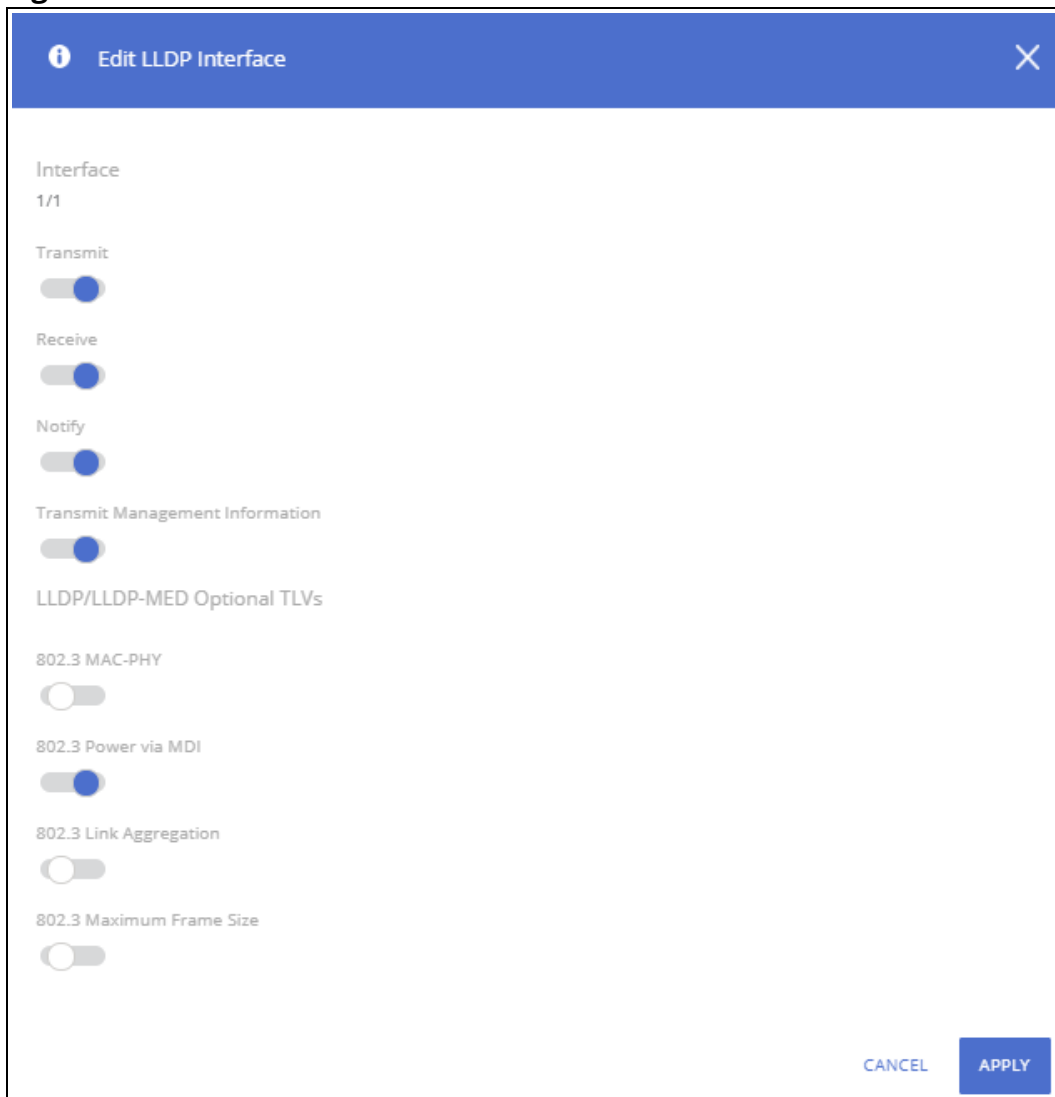 Edit LLDP Interface
Interface
1/1
Transmit
Receive
Notify
Transmit Management Information
LLDP/LLDP-MED Optional TLVs
802.3 MAC-PHY
802.3 Power via MDI
802.3 Link Aggregation
802.3 Maximum Frame Size
CANCEL APPLY